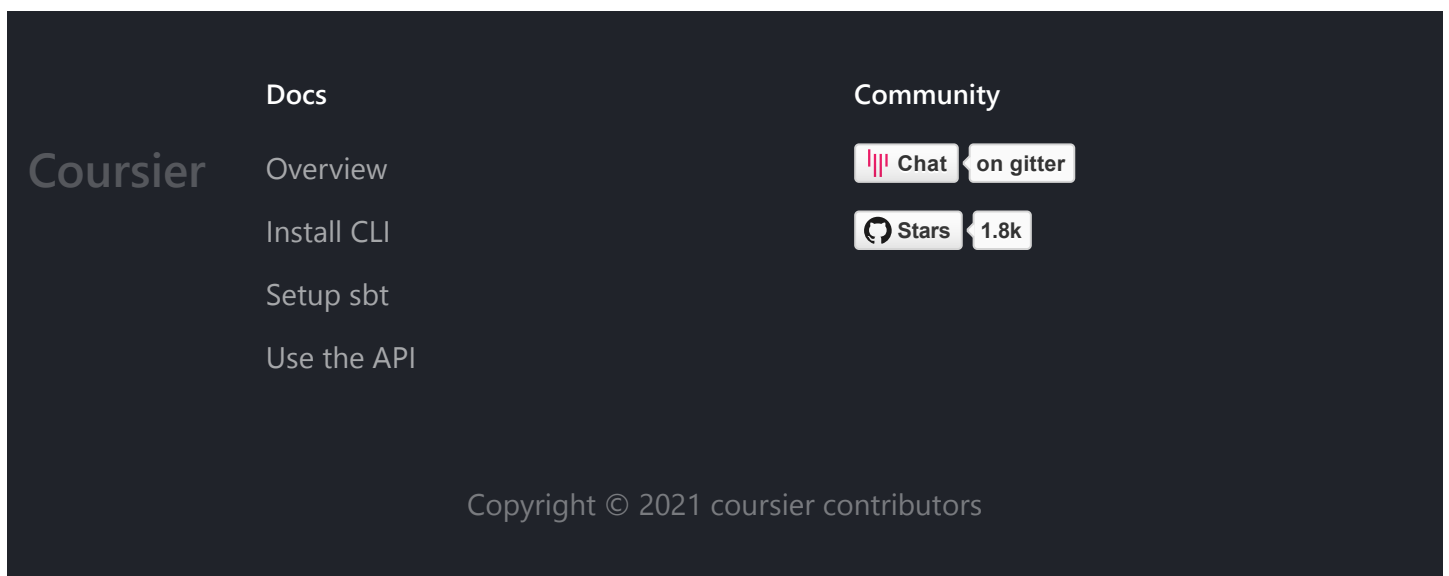 Coursier
Docs
Overview
Install CLI
Setup sbt
Use the API
Community
Chat on gitter
Stars 1.8k
Copyright © 2021 coursier contributors